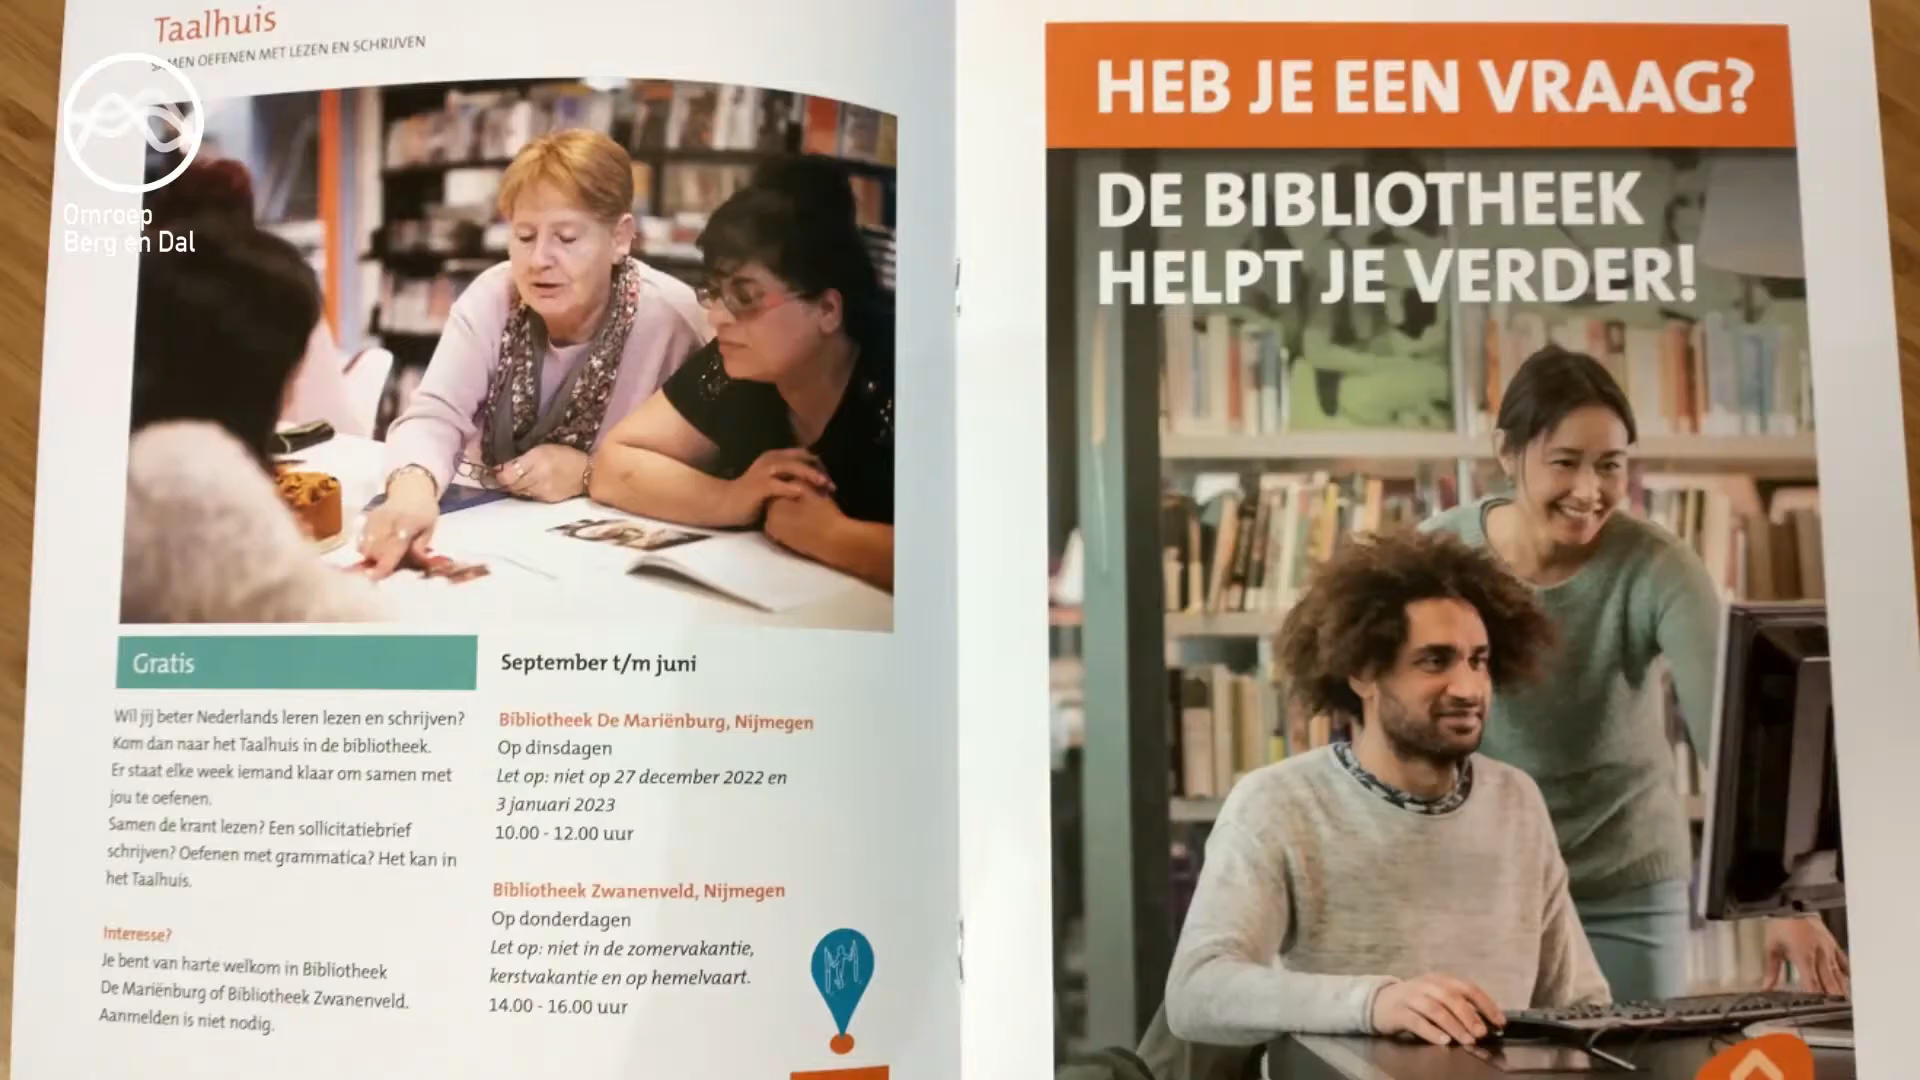 Taalhuis
SAMEN OEFENEN MET LEZEN EN SCHRIJVEN
Omroep
Berg en Dal
Gratis
Wil jij beter Nederlands leren lezen en schrijven?
Kom dan naar het Taalhuis in de bibliotheek.
Er staat elke week iemand klaar om samen met
jou te oefenen.
Samen de krant lezen? Een sollicitatiebrief
schrijven? Oefenen met grammatica? Het kan in
het Taalhuis.
Interesse?
Je bent van harte welkom in Bibliotheek
De Mariënburg of Bibliotheek Zwanenveld.
Aanmelden is niet nodig.
September t/m juni
Bibliotheek De Mariënburg, Nijmegen
Op dinsdagen
Let op: niet op 27 december 2022 en
3 januari 2023
10.00 - 12.00 uur
Bibliotheek Zwanenveld, Nijmegen
Op donderdagen
Let op: niet in de zomervakantie,
kerstvakantie en op hemelvaart.
14.00 - 16.00 uur
HEB JE EEN VRAAG?
DE BIBLIOTHEEK
HELPT JE VERDER!